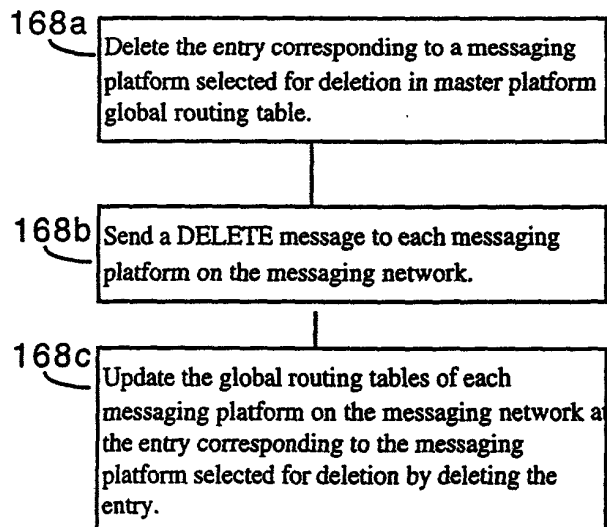 168a
Delete the entry corresponding to a messaging
platform selected for deletion in master platform
global routing table.
168b
Send a DELETE message to each messaging
platform on the messaging network.
168c
Update the global routing tables of each
messaging platform on the messaging network at
the entry corresponding to the messaging
platform selected for deletion by deleting the
entry.